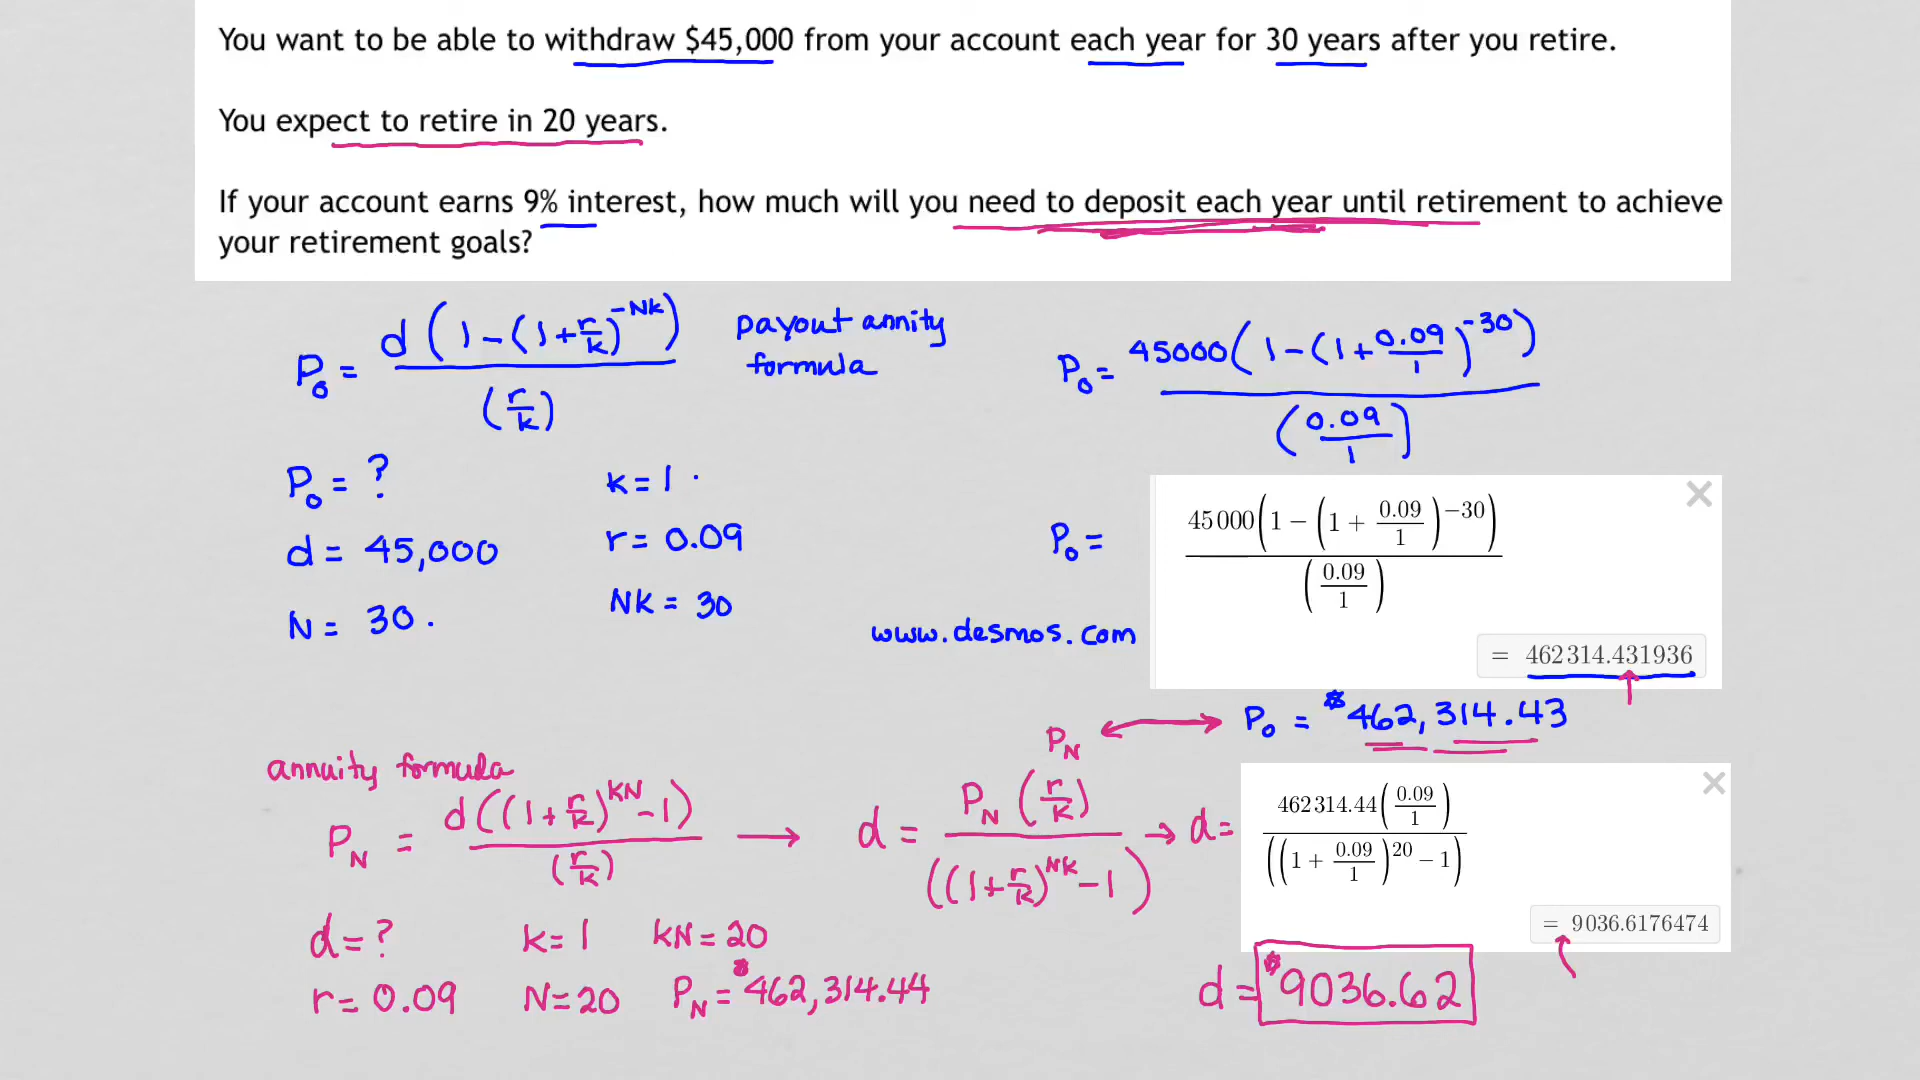 You want to be able to withdraw $45,000 from your account each year for 30 years after you retire.
You expect to retire in 20 years.
If your account earns 9% interest, how much will you need to deposit each year until retirement to achieve
your retirement goals?
P₀ = d(1-(1+r/k)^-Nk) / (r/k)
payout annity
formula
P₀ = 45000(1-(1+0.09/1)^-30) / (0.09/1)
P₀ = ?
k = 1
d = 45,000
r = 0.09
N = 30
Nk = 30
P₀ = 45000(1 − (1 + 0.09/1)^−30) / (0.09/1)
www.desmos.com
= 462314.431936
P₀ = $462,314.43
P_N
annuity formula
P_N = d((1+r/k)^kN -1) / (r/k) → d = P_N(r/k) / ((1+r/k)^Nk -1) → d = 462314.44(0.09/1) / ((1 + 0.09/1)^20 − 1)
= 9036.6176474
d = ?
k = 1
kN = 20
r = 0.09
N = 20
P_N = $462,314.44
d = $9036.62